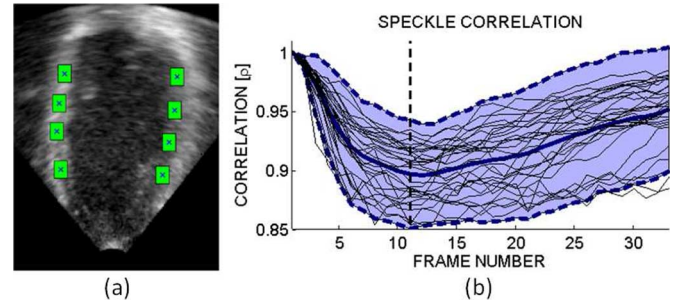 SPECKLE CORRELATION
CORRELATION [ρ]
1
0.95
0.9
0.85
5 10 15 20 25 30
FRAME NUMBER
(a) (b)